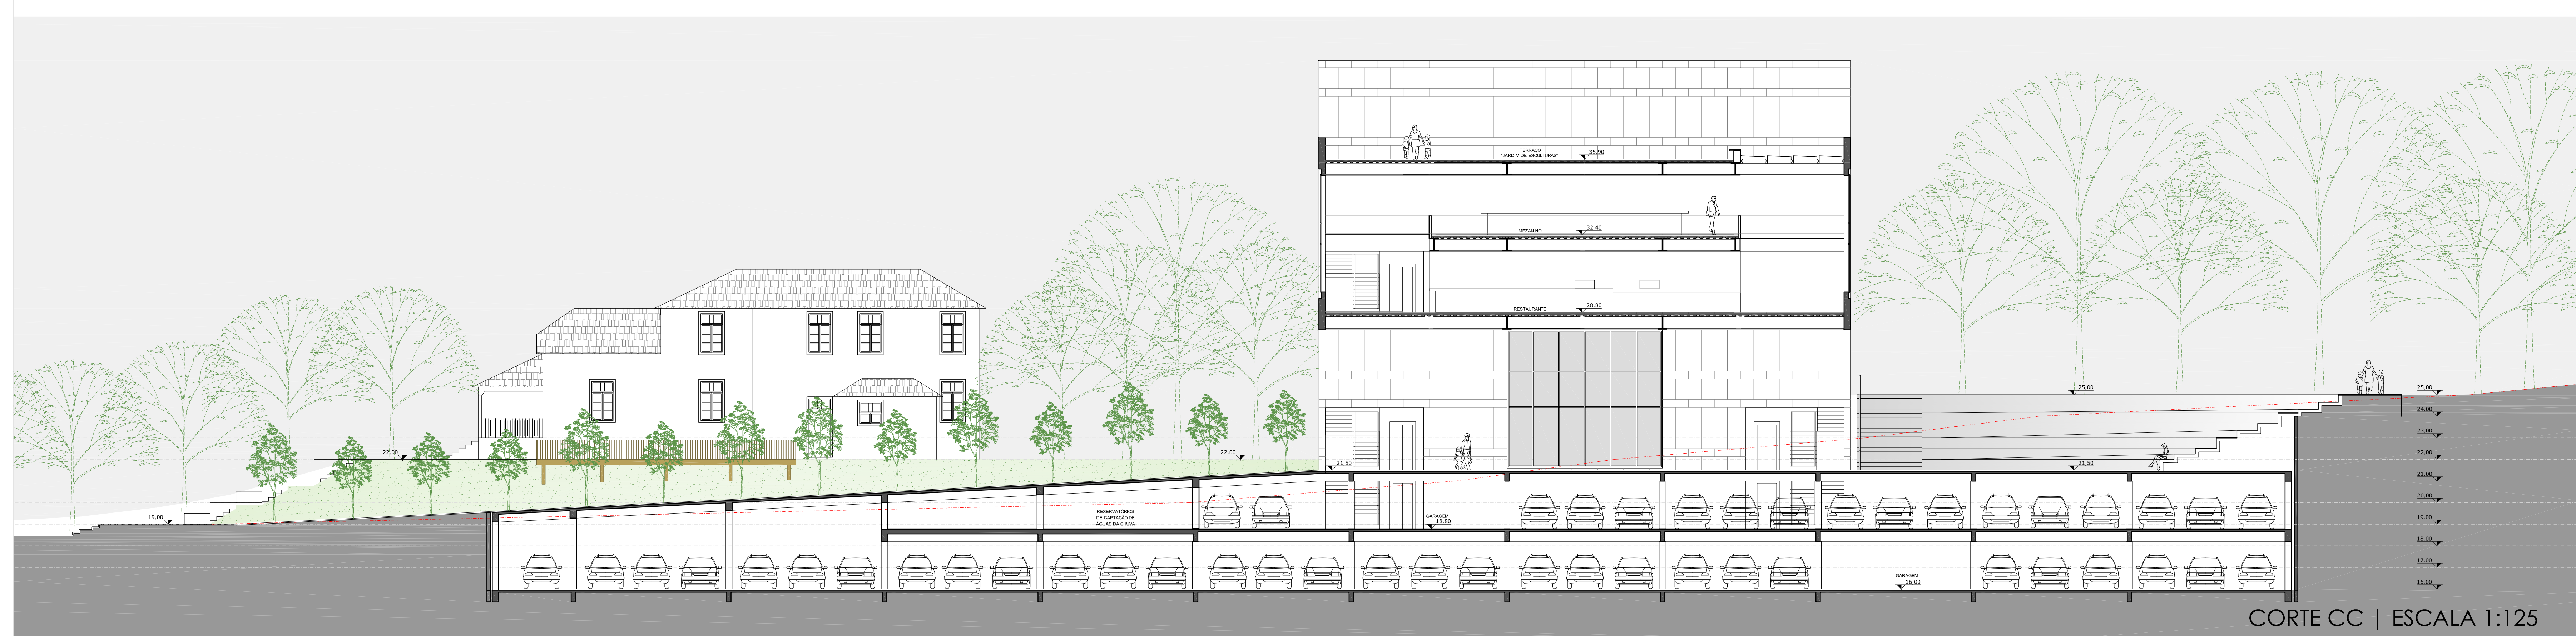 TERRAÇO
"JARDIM DE ESCULTURAS"
35,90
MEZANINO
32,40
RESTAURANTE
28,80
25,00
25,00
24,00
23,00
22,00
21,00
20,00
19,00
18,00
17,00
16,00
22,00
22,00
21,50
21,50
19,00
RESERVATÓRIOS
DE CAPTAÇÃO DE
ÁGUAS DA CHUVA
GARAGEM
18,80
GARAGEM
16,00
CORTE CC | ESCALA 1:125